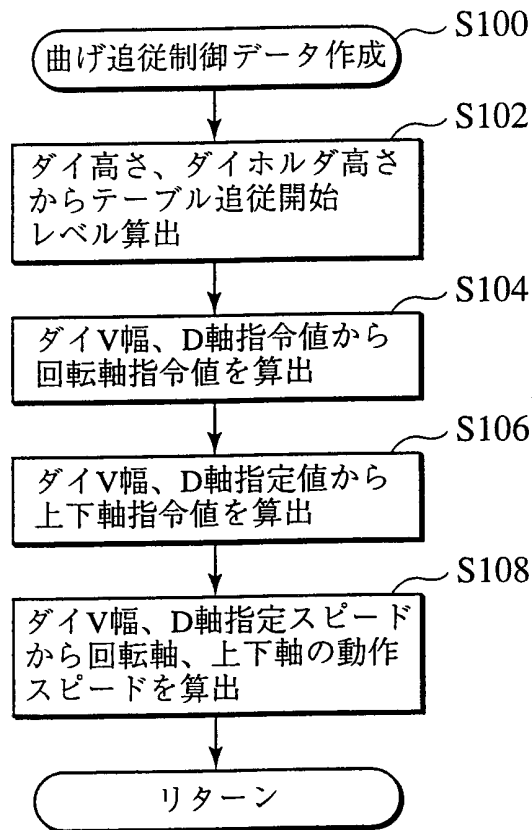 S100
曲げ追従制御データ作成
S102
ダイ高さ、ダイホルダ高さ
からテーブル追従開始
レベル算出
S104
ダイV幅、D軸指令値から
回転軸指令値を算出
S106
ダイV幅、D軸指定値から
上下軸指令値を算出
S108
ダイV幅、D軸指定スピード
から回転軸、上下軸の動作
スピードを算出
リターン